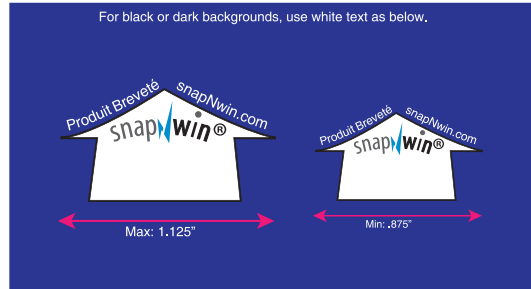 For black or dark backgrounds, use white text as below.
Produit Breveté snapNwin.com
snapNwin®
Max: 1.125"
Produit Breveté snapNwin.com
snapNwin®
Min: .875"